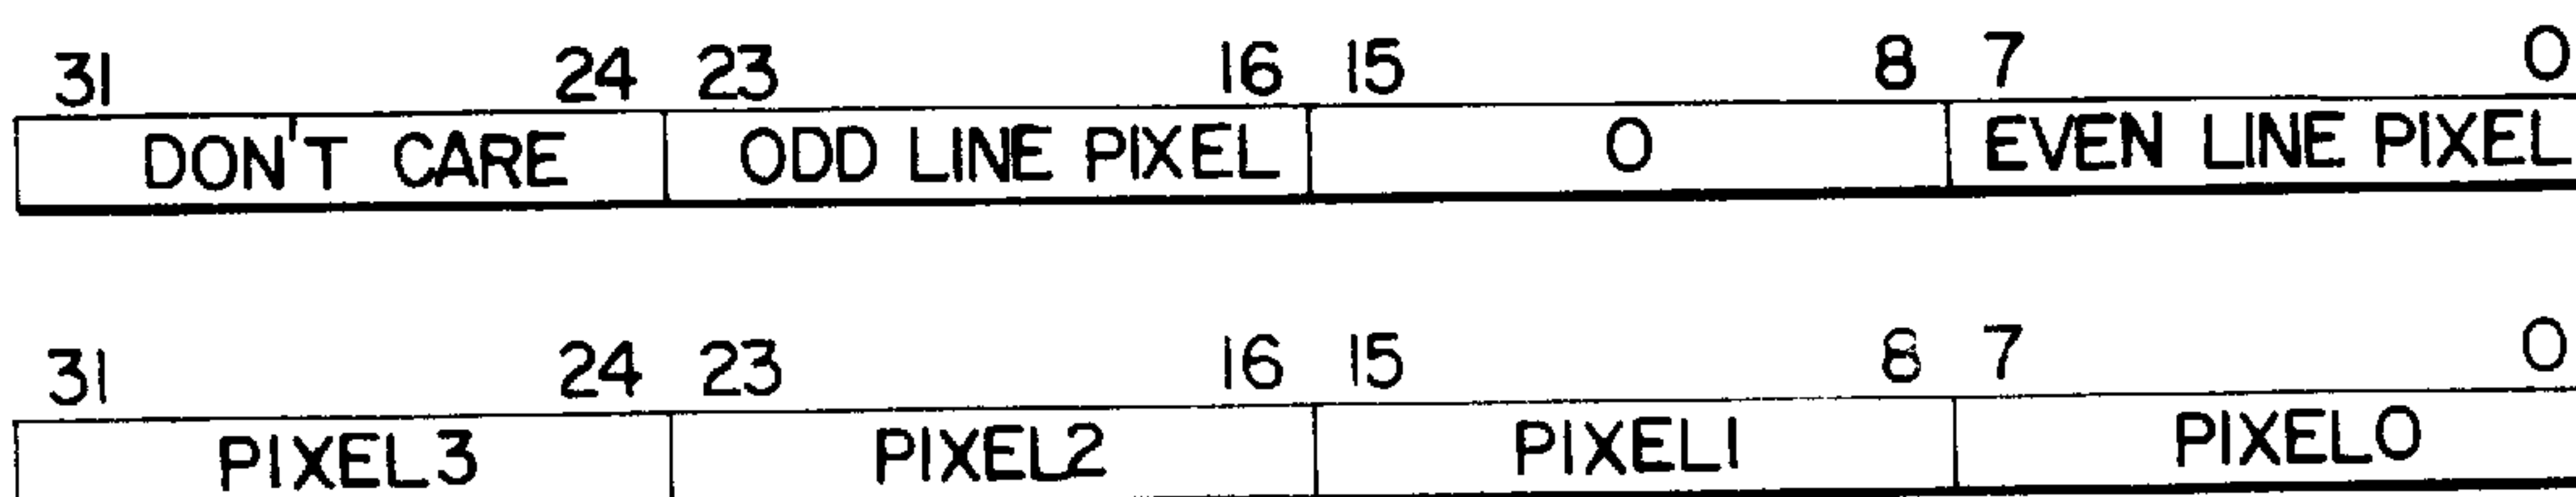 31 24 23 16 15 8 7 0
DON'T CARE ODD LINE PIXEL 0 EVEN LINE PIXEL
31 24 23 16 15 8 7 0
PIXEL3 PIXEL2 PIXEL1 PIXEL0